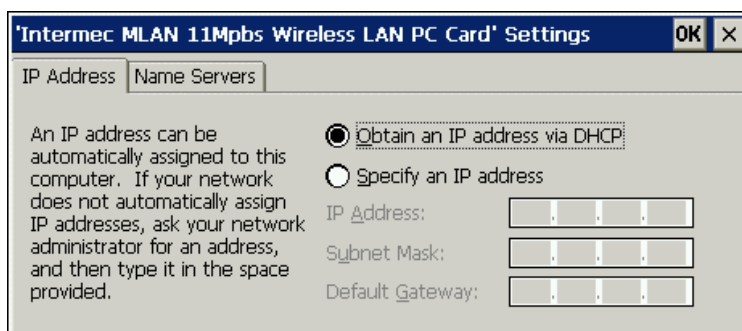 'Intermec MLAN 11Mpbs Wireless LAN PC Card' Settings OK ×
IP Address Name Servers
An IP address can be
automatically assigned to this
computer. If your network
does not automatically assign
IP addresses, ask your network
administrator for an address,
and then type it in the space
provided.
Obtain an IP address via DHCP
Specify an IP address
IP Address:
Subnet Mask:
Default Gateway: